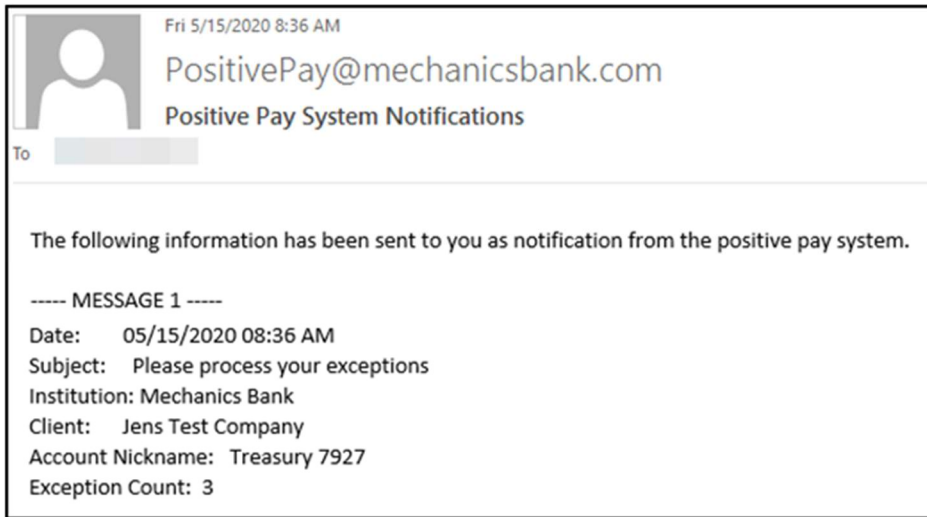 Fri 5/15/2020 8:36 AM
PositivePay@mechanicsbank.com
Positive Pay System Notifications
To
The following information has been sent to you as notification from the positive pay system.
----- MESSAGE 1 -----
Date: 05/15/2020 08:36 AM
Subject: Please process your exceptions
Institution: Mechanics Bank
Client: Jens Test Company
Account Nickname: Treasury 7927
Exception Count: 3